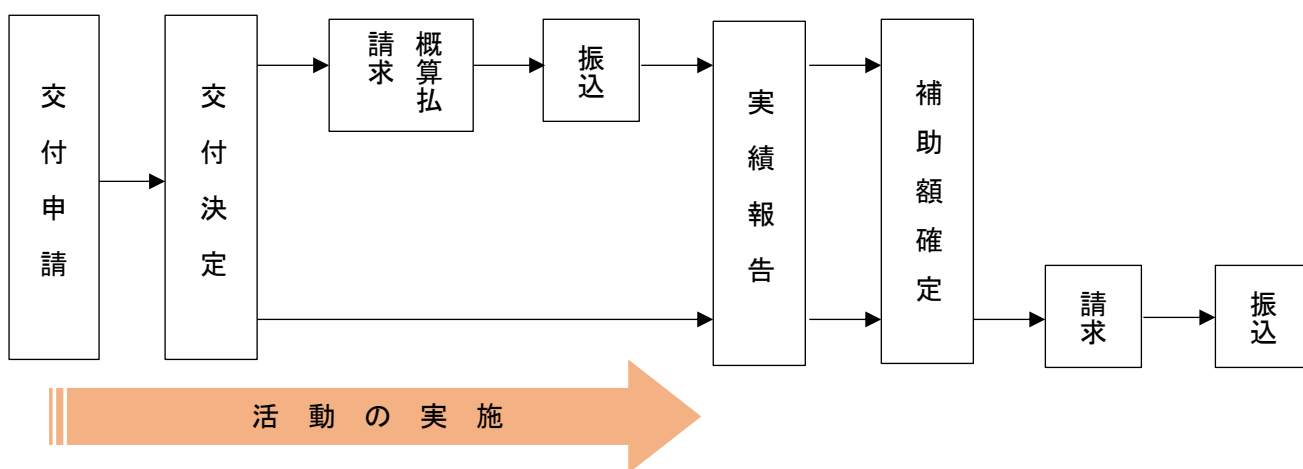 交付申請
交付決定
概算払
請求
振込
実績報告
補助額確定
請求
振込
活動の実施